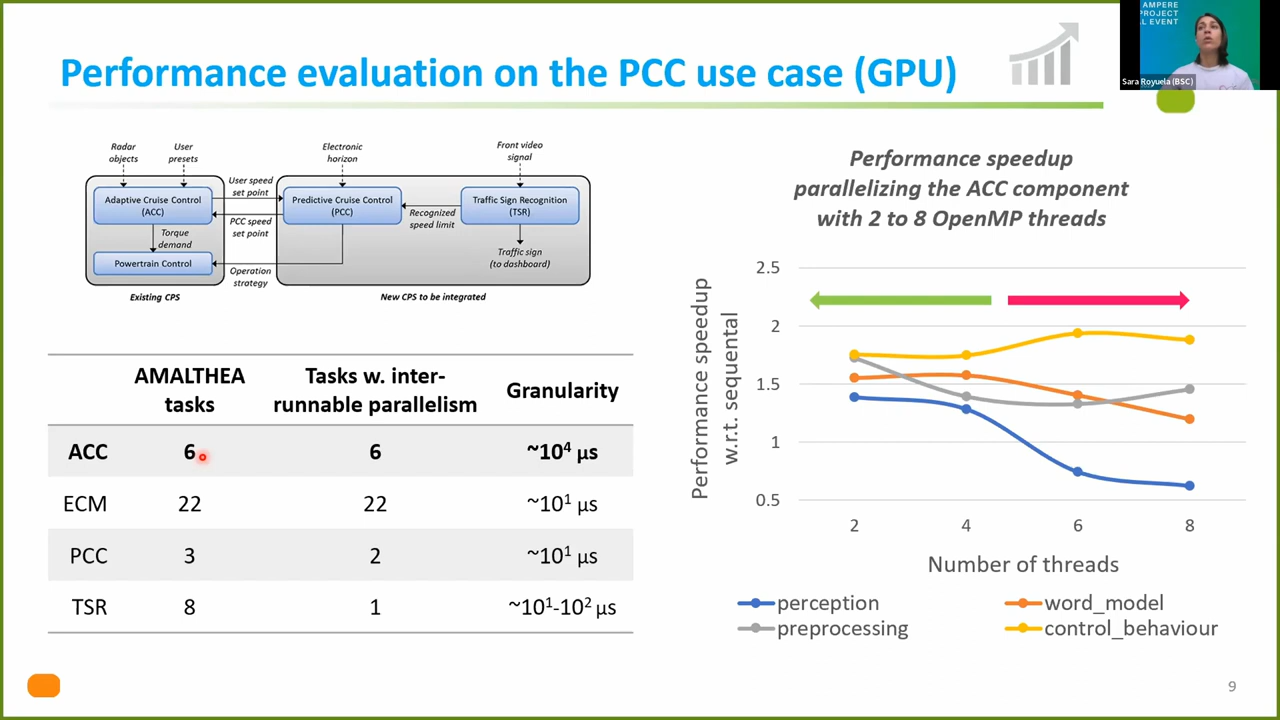 AMPERE
PROJECT
L EVENT
Sara Royuela (BSC)
Performance evaluation on the PCC use case (GPU)
Radar
objects
User
presets
Electronic
horizon
Front video
signal
User speed
set point
Adaptive Cruise Control
(ACC)
Predictive Cruise Control
(PCC)
Traffic Sign Recognition
(TSR)
PCC speed
set point
Recognized
speed limit
Torque
demand
Traffic sign
(to dashboard)
Powertrain Control
Operation
strategy
Existing CPS
New CPS to be integrated
AMALTHEA
tasks
Tasks w. inter-
runnable parallelism
Granularity
ACC 6 6 ~10⁴ µs
ECM 22 22 ~10¹ µs
PCC 3 2 ~10¹ µs
TSR 8 1 ~10¹-10² µs
Performance speedup
parallelizing the ACC component
with 2 to 8 OpenMP threads
Performance speedup
w.r.t. sequental
2.5
2
1.5
1
0.5
2 4 6 8
Number of threads
perception word_model
preprocessing control_behaviour
9